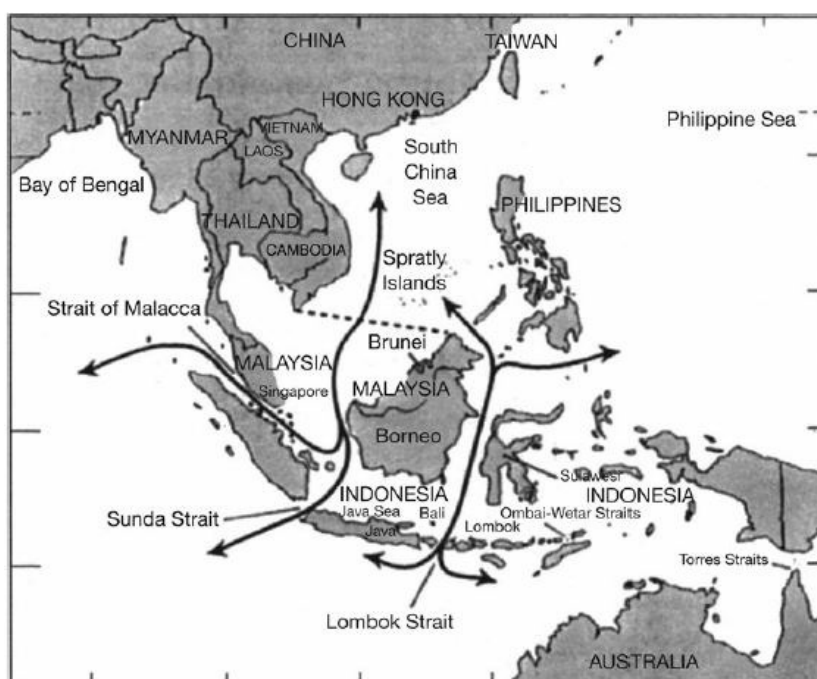 CHINA
TAIWAN
HONG KONG
Philippine Sea
MYANMAR
VIETNAM
LAOS
South
China
Sea
Bay of Bengal
THAILAND
PHILIPPINES
CAMBODIA
Spratly
Islands
Strait of Malacca
Brunei
MALAYSIA
Singapore
MALAYSIA
Borneo
Sulawesi
INDONESIA
INDONESIA
Java Sea
Bali
Ombai-Wetar Straits
Sunda Strait
Java
Lombok
Torres Straits
Lombok Strait
AUSTRALIA